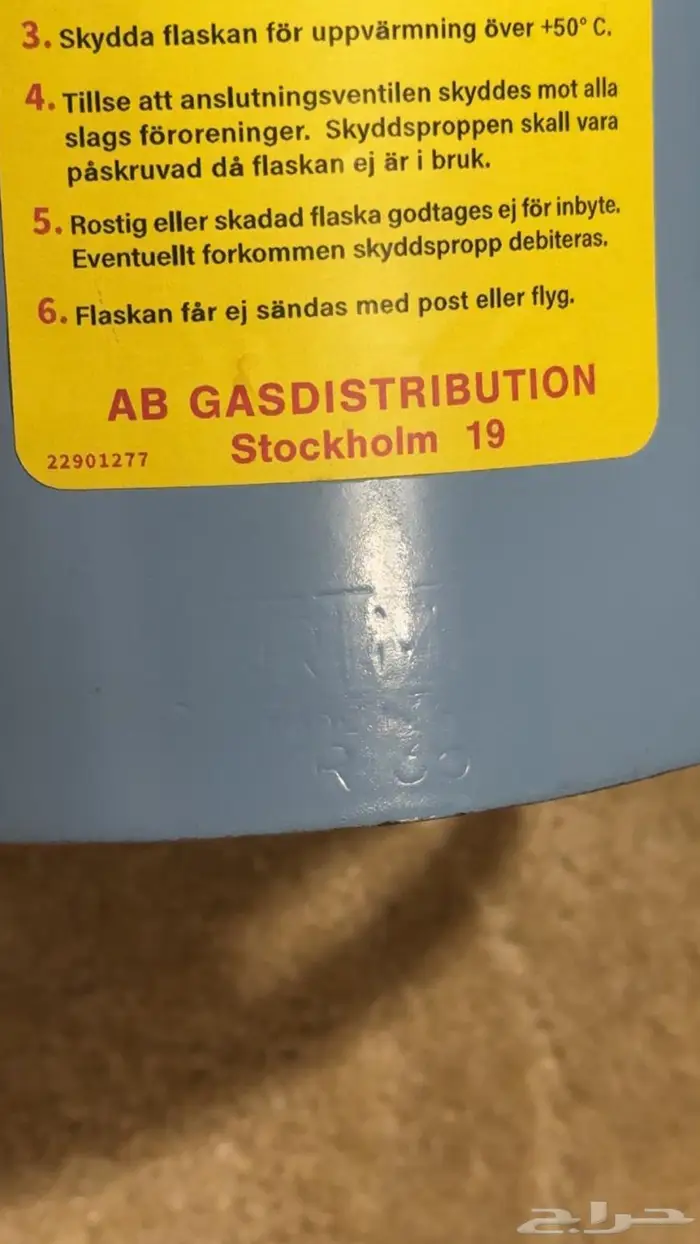 3. Skydda flaskan för uppvärmning över +50° C.
4. Tillse att anslutningsventilen skyddes mot alla
slags föroreninger. Skyddsproppen skall vara
påskruvad då flaskan ej är i bruk.
5. Rostig eller skadad flaska godtages ej för inbyte.
Eventuellt forkommen skyddspropp debiteras.
6. Flaskan får ej sändas med post eller flyg.
AB GASDISTRIBUTION
Stockholm 19
22901277
حراج